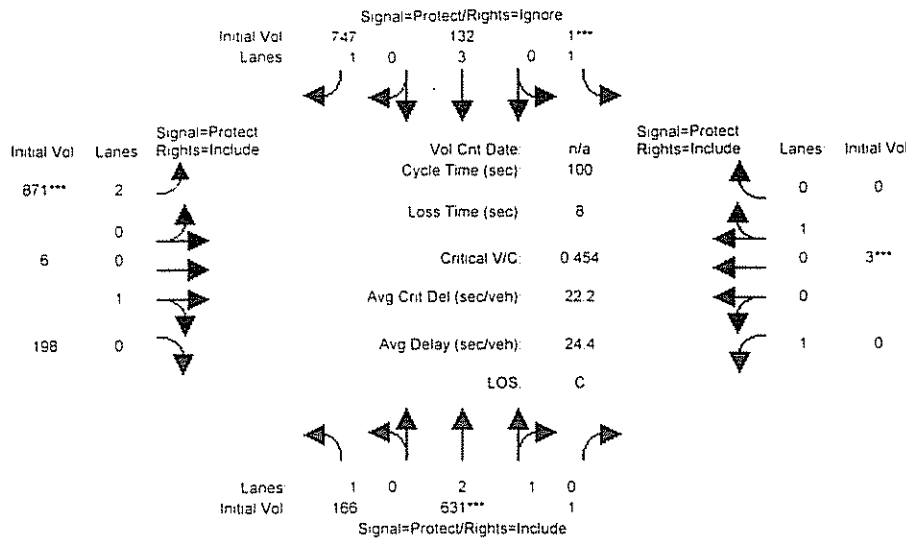 Signal=Protect/Rights=Ignore
Initial Vol 747 132 1***
Lanes 1 0 3 0 1
Signal=Protect
Rights=Include
Initial Vol Lanes
871*** 2
0
6 0
1
198 0
Vol Cnt Date: n/a
Cycle Time (sec) 100
Loss Time (sec) 8
Critical V/C: 0 454
Avg Crit Del (sec/veh): 22.2
Avg Delay (sec/veh): 24.4
LOS. C
Signal=Protect
Rights=Include
Lanes Initial Vol
0 0
1
0 3***
0
1 0
Lanes 1 0 2 1 0
Initial Vol 166 631*** 1
Signal=Protect/Rights=Include